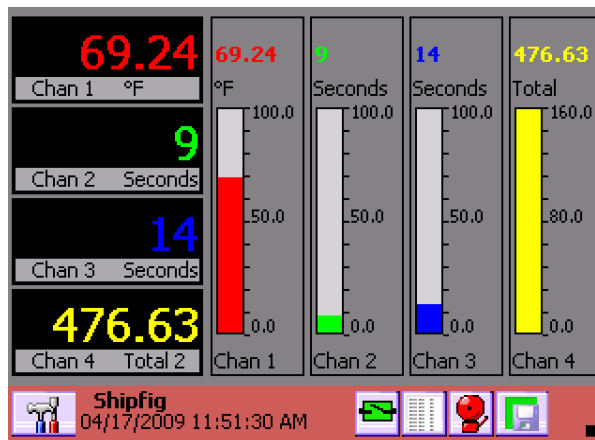 69.24
Chan 1 °F
9
Chan 2 Seconds
14
Chan 3 Seconds
476.63
Chan 4 Total 2
69.24
°F
100.0
50.0
0.0
Chan 1
9
Seconds
100.0
50.0
0.0
Chan 2
14
Seconds
100.0
50.0
0.0
Chan 3
476.63
Total
160.0
80.0
0.0
Chan 4
Shipfig
04/17/2009 11:51:30 AM